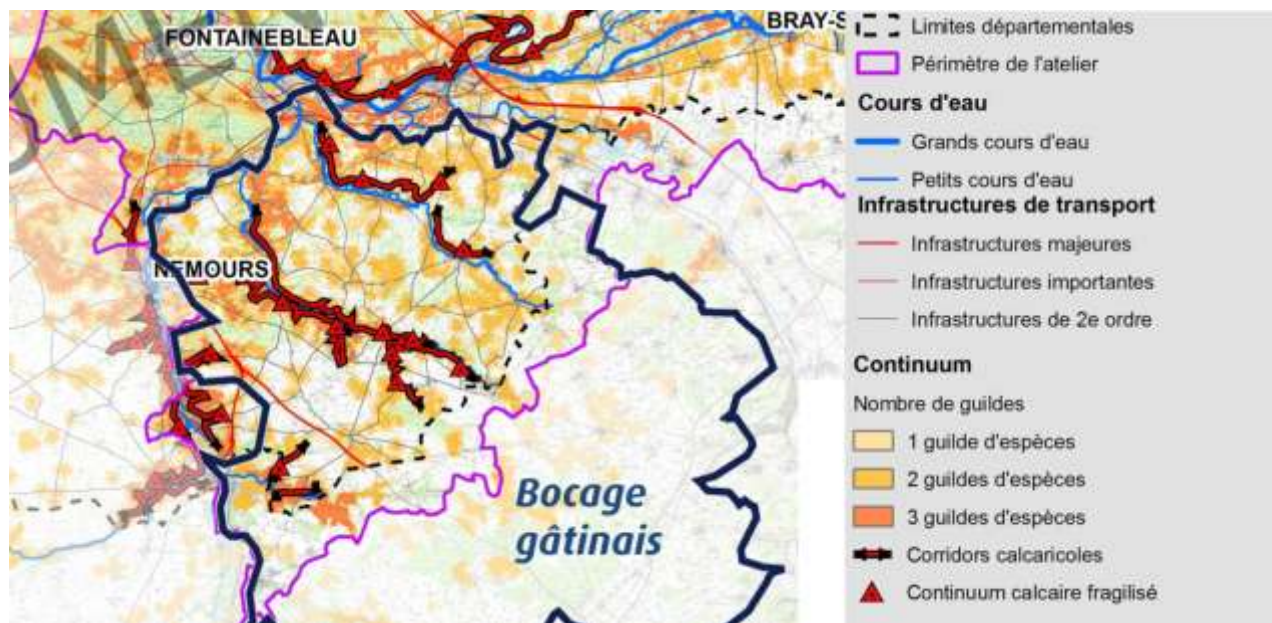 FONTAINEBLEAU
BRAY-S
UMEN
NEMOURS
Bocage
gâtinais
Limites départementales
Périmètre de l'atelier
Cours d'eau
Grands cours d'eau
Petits cours d'eau
Infrastructures de transport
Infrastructures majeures
Infrastructures importantes
Infrastructures de 2e ordre
Continuum
Nombre de guildes
1 guilde d'espèces
2 guildes d'espèces
3 guildes d'espèces
Corridors calcaricoles
Continuum calcaire fragilisé